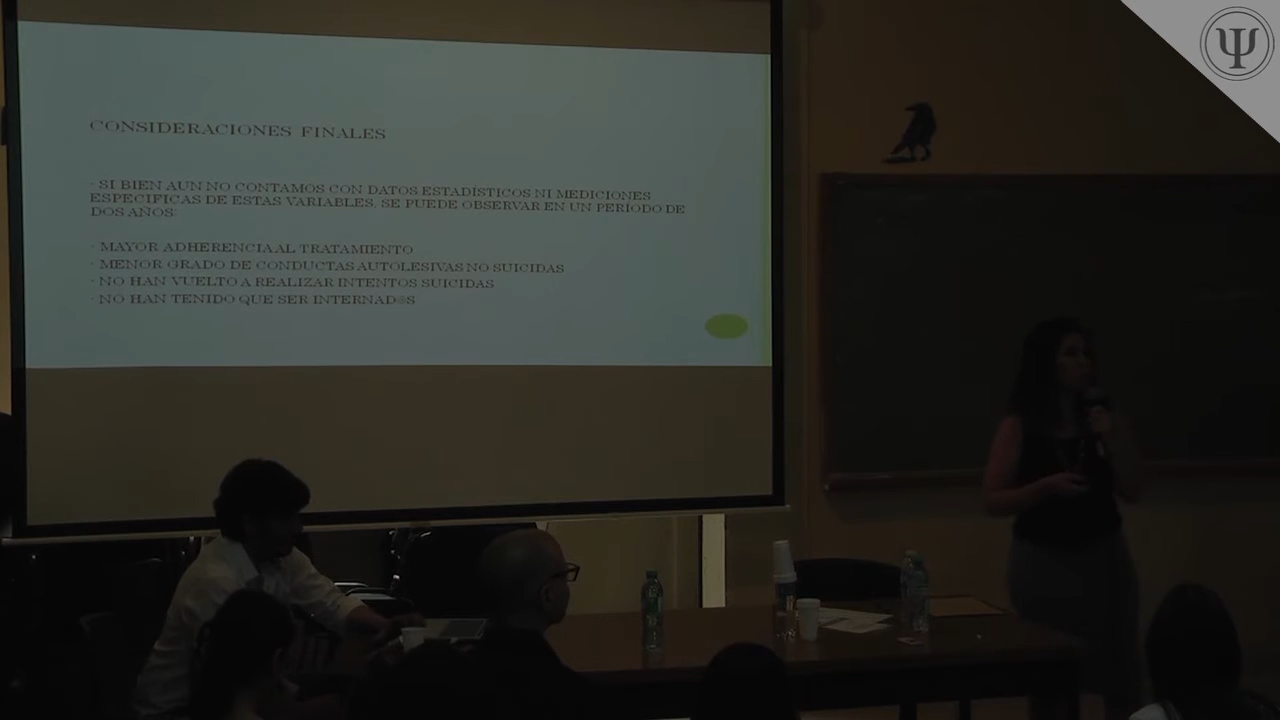 CONSIDERACIONES FINALES
- SI BIEN AUN NO CONTAMOS CON DATOS ESTADÍSTICOS NI MEDICIONES
ESPECIFICAS DE ESTAS VARIABLES, SE PUEDE OBSERVAR EN UN PERÍODO DE
DOS AÑOS:
- MAYOR ADHERENCIA AL TRATAMIENTO
- MENOR GRADO DE CONDUCTAS AUTOLESIVAS NO SUICIDAS
- NO HAN VUELTO A REALIZAR INTENTOS SUICIDAS
- NO HAN TENIDO QUE SER INTERNAD@S
Ψ